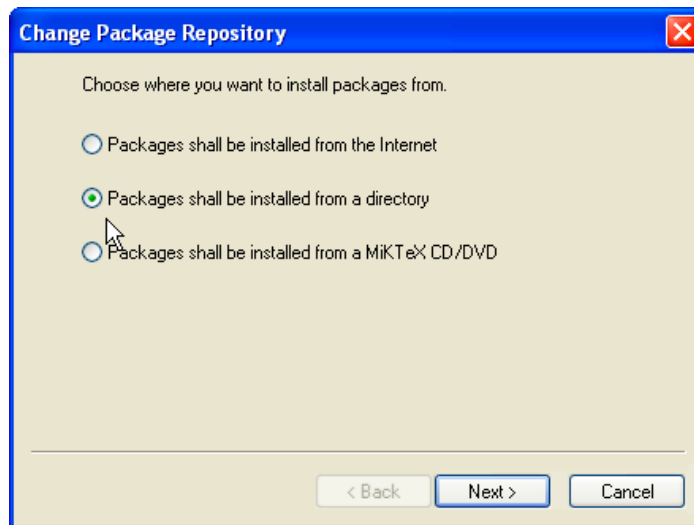 Change Package Repository
Choose where you want to install packages from.
Packages shall be installed from the Internet
Packages shall be installed from a directory
Packages shall be installed from a MiKTeX CD/DVD
< Back Next > Cancel